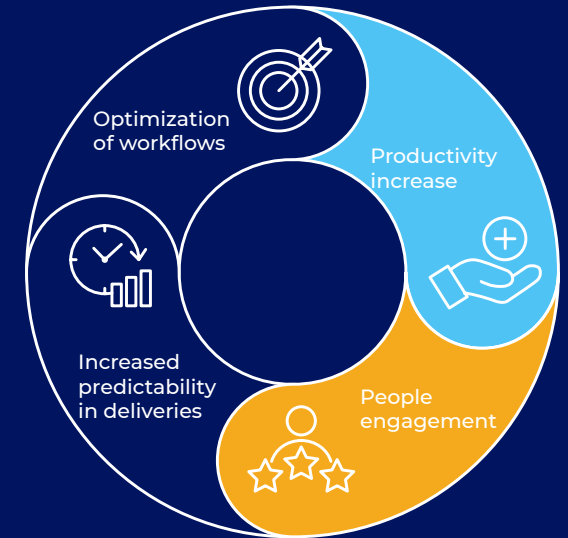 Optimization
of workflows
Productivity
increase
People
engagement
Increased
predictability
in deliveries